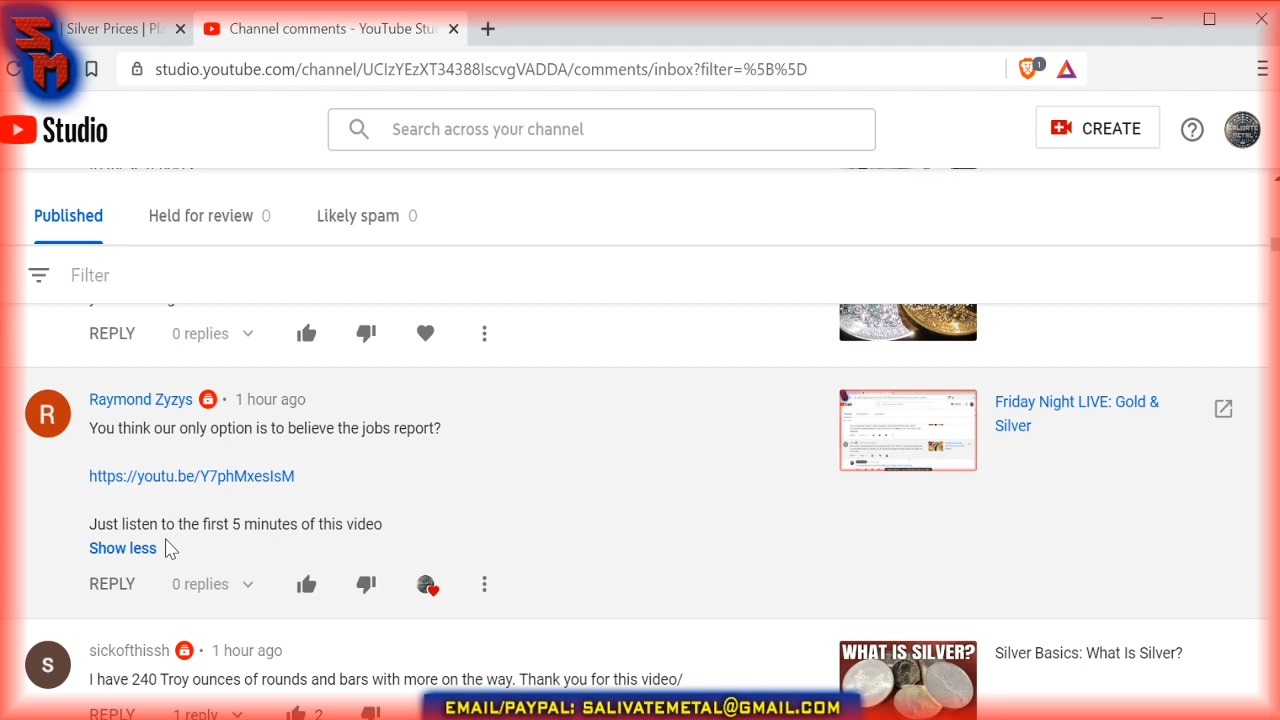 SM
| Silver Prices | Pla
Channel comments - YouTube Stu
studio.youtube.com/channel/UCIzYEzXT34388IscvgVADDA/comments/inbox?filter=%5B%5D
1
Studio
Search across your channel
CREATE
SALIVATE METAL
Published
Held for review 0
Likely spam 0
Filter
REPLY
0 replies
R
Raymond Zyzys • 1 hour ago
You think our only option is to believe the jobs report?
https://youtu.be/Y7phMxesIsM
Just listen to the first 5 minutes of this video
Show less
REPLY
0 replies
Friday Night LIVE: Gold &
Silver
S
sickofthissh • 1 hour ago
I have 240 Troy ounces of rounds and bars with more on the way. Thank you for this video/
REPLY
1 reply
2
WHAT IS SILVER?
Silver Basics: What Is Silver?
EMAIL/PAYPAL: SALIVATEMETAL@GMAIL.COM